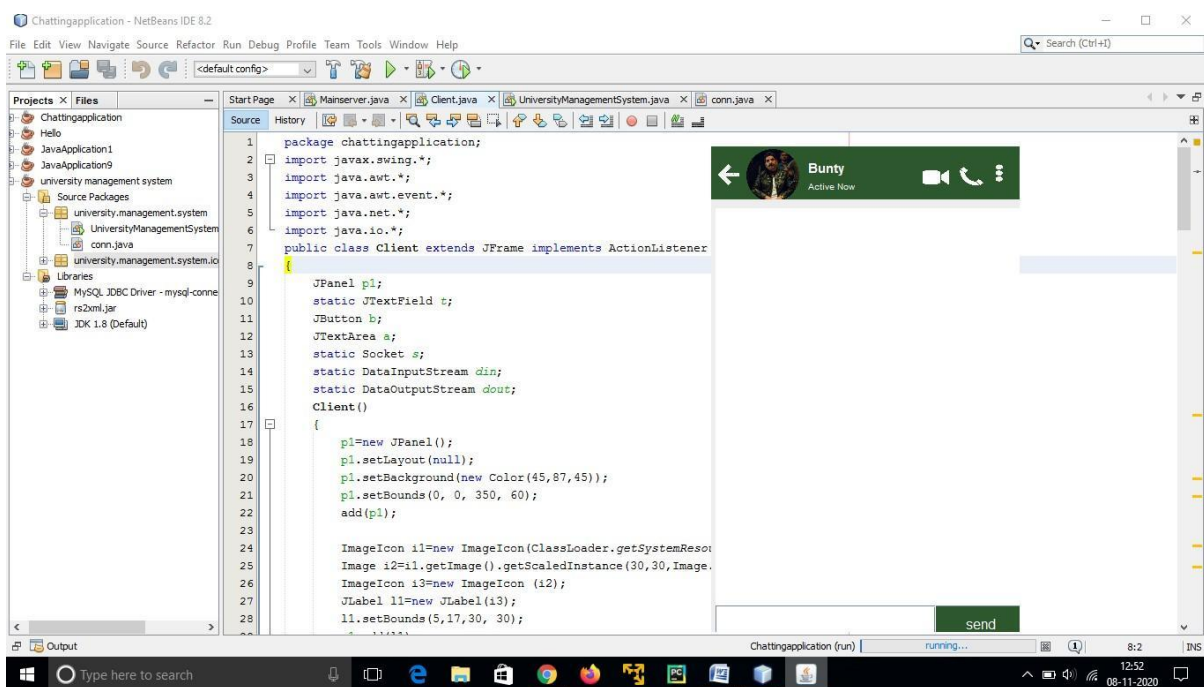 Chattingapplication - NetBeans IDE 8.2
File Edit View Navigate Source Refactor Run Debug Profile Team Tools Window Help
Search (Ctrl+I)
<default config>
Projects Files
Start Page Mainserver.java Client.java UniversityManagementSystem.java conn.java
Chattingapplication
Hello
JavaApplication1
JavaApplication9
university management system
Source Packages
university.management.system
UniversityManagementSystem
conn.java
university.management.system.ic
Libraries
MySQL JDBC Driver - mysql-conne
rs2xml.jar
JDK 1.8 (Default)
Source History
1 package chattingapplication;
2 import javax.swing.*;
3 import java.awt.*;
4 import java.awt.event.*;
5 import java.net.*;
6 import java.io.*;
7 public class Client extends JFrame implements ActionListener
8 {
9 JPanel p1;
10 static JTextField t;
11 JButton b;
12 JTextArea a;
13 static Socket s;
14 static DataInputStream din;
15 static DataOutputStream dout;
16 Client()
17 {
18 p1=new JPanel();
19 p1.setLayout(null);
20 p1.setBackground(new Color(45,87,45));
21 p1.setBounds(0, 0, 350, 60);
22 add(p1);
23
24 ImageIcon i1=new ImageIcon(ClassLoader.getSystemResou
25 Image i2=i1.getImage().getScaledInstance(30,30,Image.
26 ImageIcon i3=new ImageIcon (i2);
27 JLabel l1=new JLabel(i3);
28 l1.setBounds(5,17,30, 30);
Bunty
Active Now
send
Output
Chattingapplication (run) running... 1 8:2 INS
Type here to search
12:52
08-11-2020